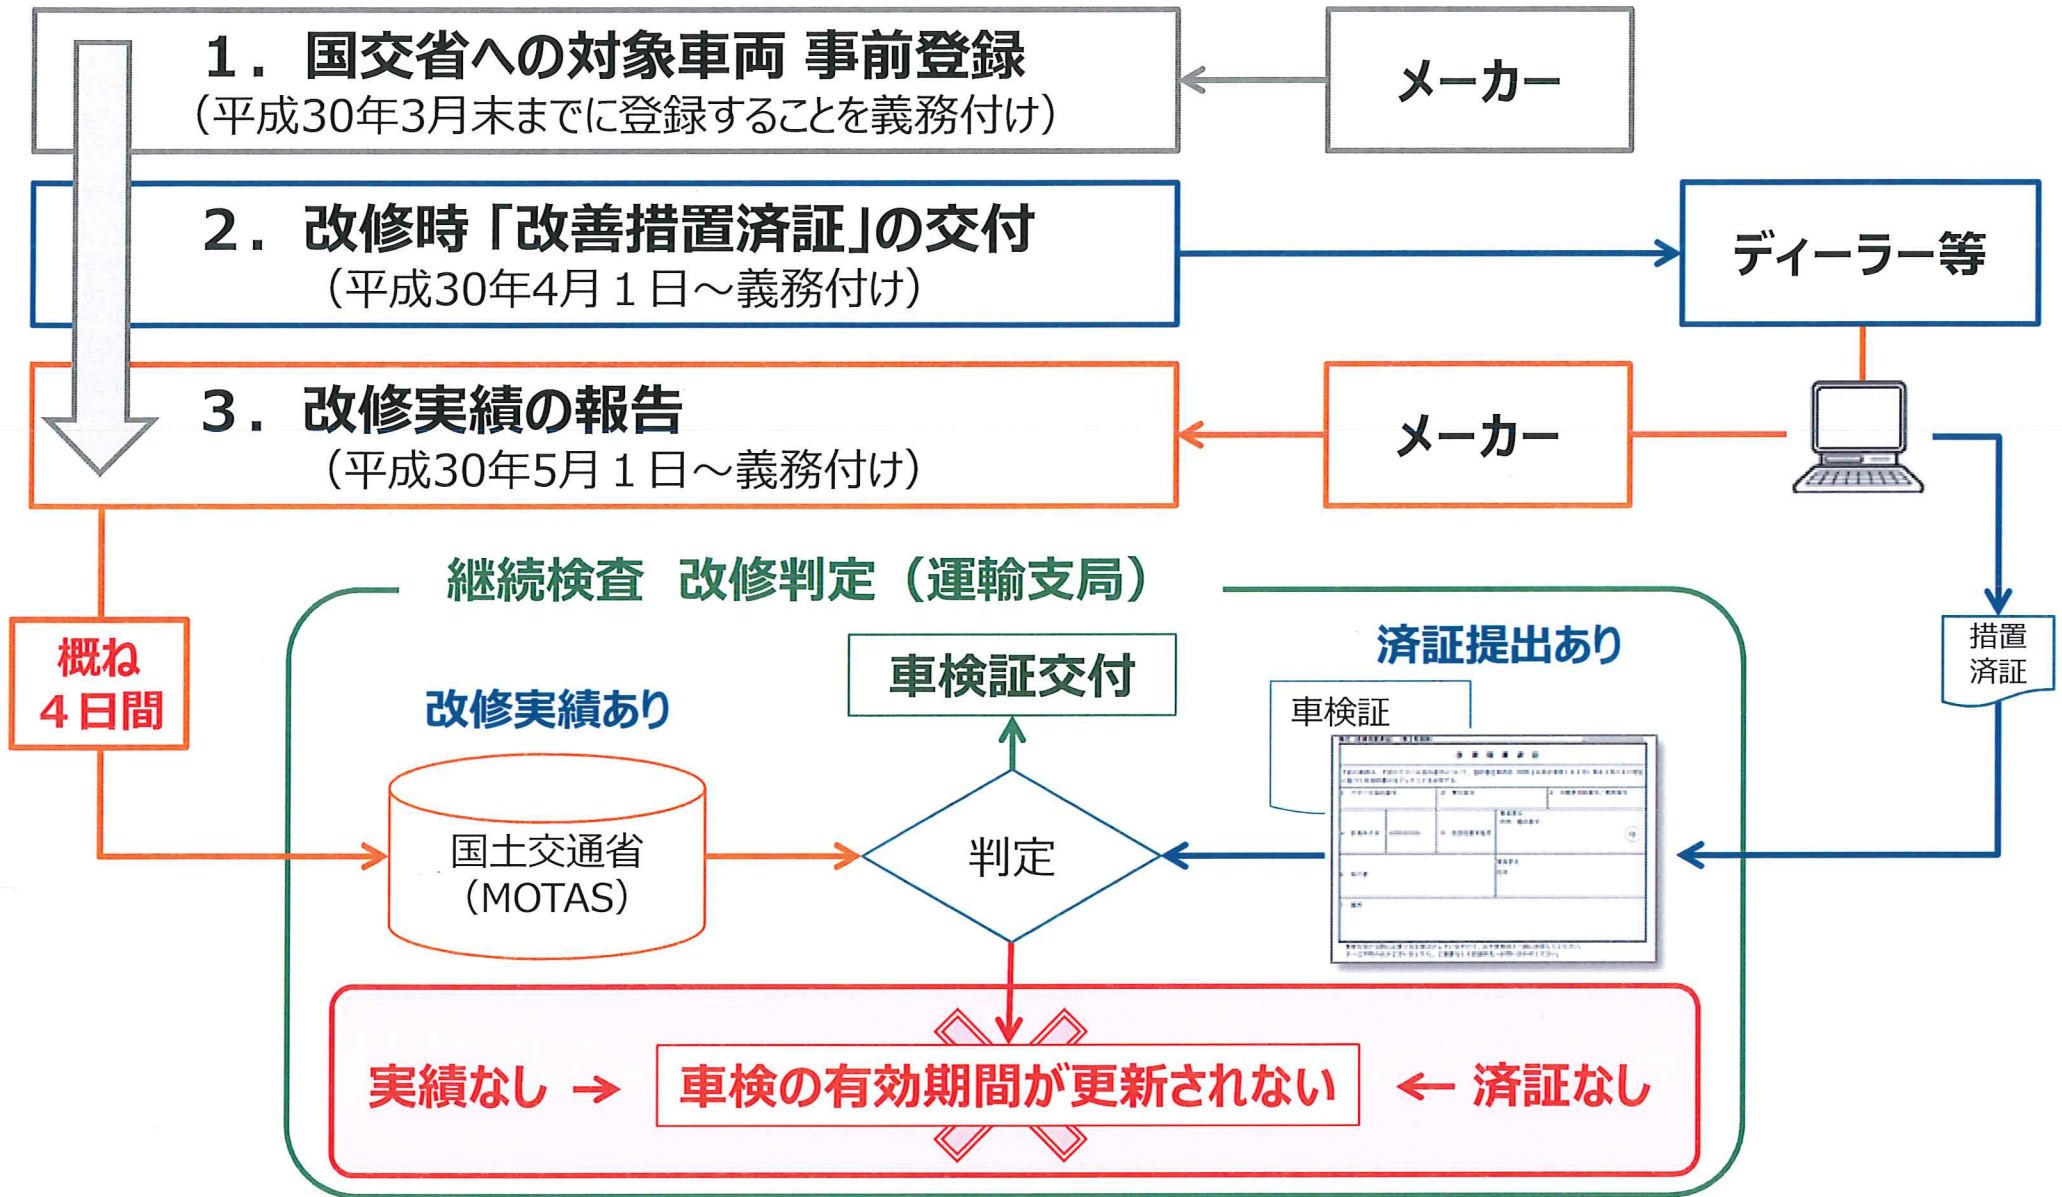 1．国交省への対象車両 事前登録
（平成30年3月末までに登録することを義務付け）
メーカー
2．改修時「改善措置済証」の交付
（平成30年4月１日～義務付け）
ディーラー等
3．改修実績の報告
（平成30年5月１日～義務付け）
メーカー
継続検査 改修判定（運輸支局）
概ね
４日間
改修実績あり
車検証交付
済証提出あり
措置
済証
車検証
国土交通省
（MOTAS）
判定
実績なし → 車検の有効期間が更新されない ← 済証なし